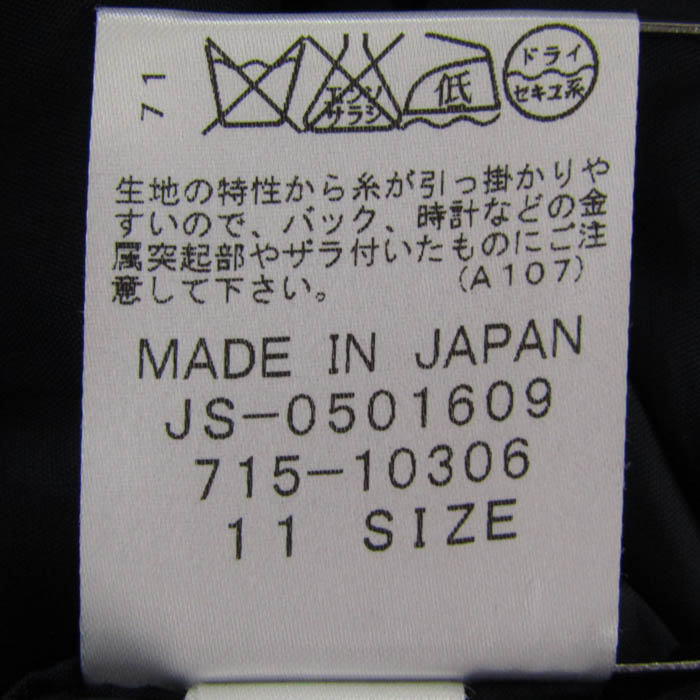 71
エンソ
サラシ
低
ドライ
セキユ系
生地の特性から糸が引っ掛かりや
すいので、バック、時計などの金
属突起部やザラ付いたものにご注
意して下さい。 (A107)
MADE IN JAPAN
JS-0501609
715-10306
11 SIZE